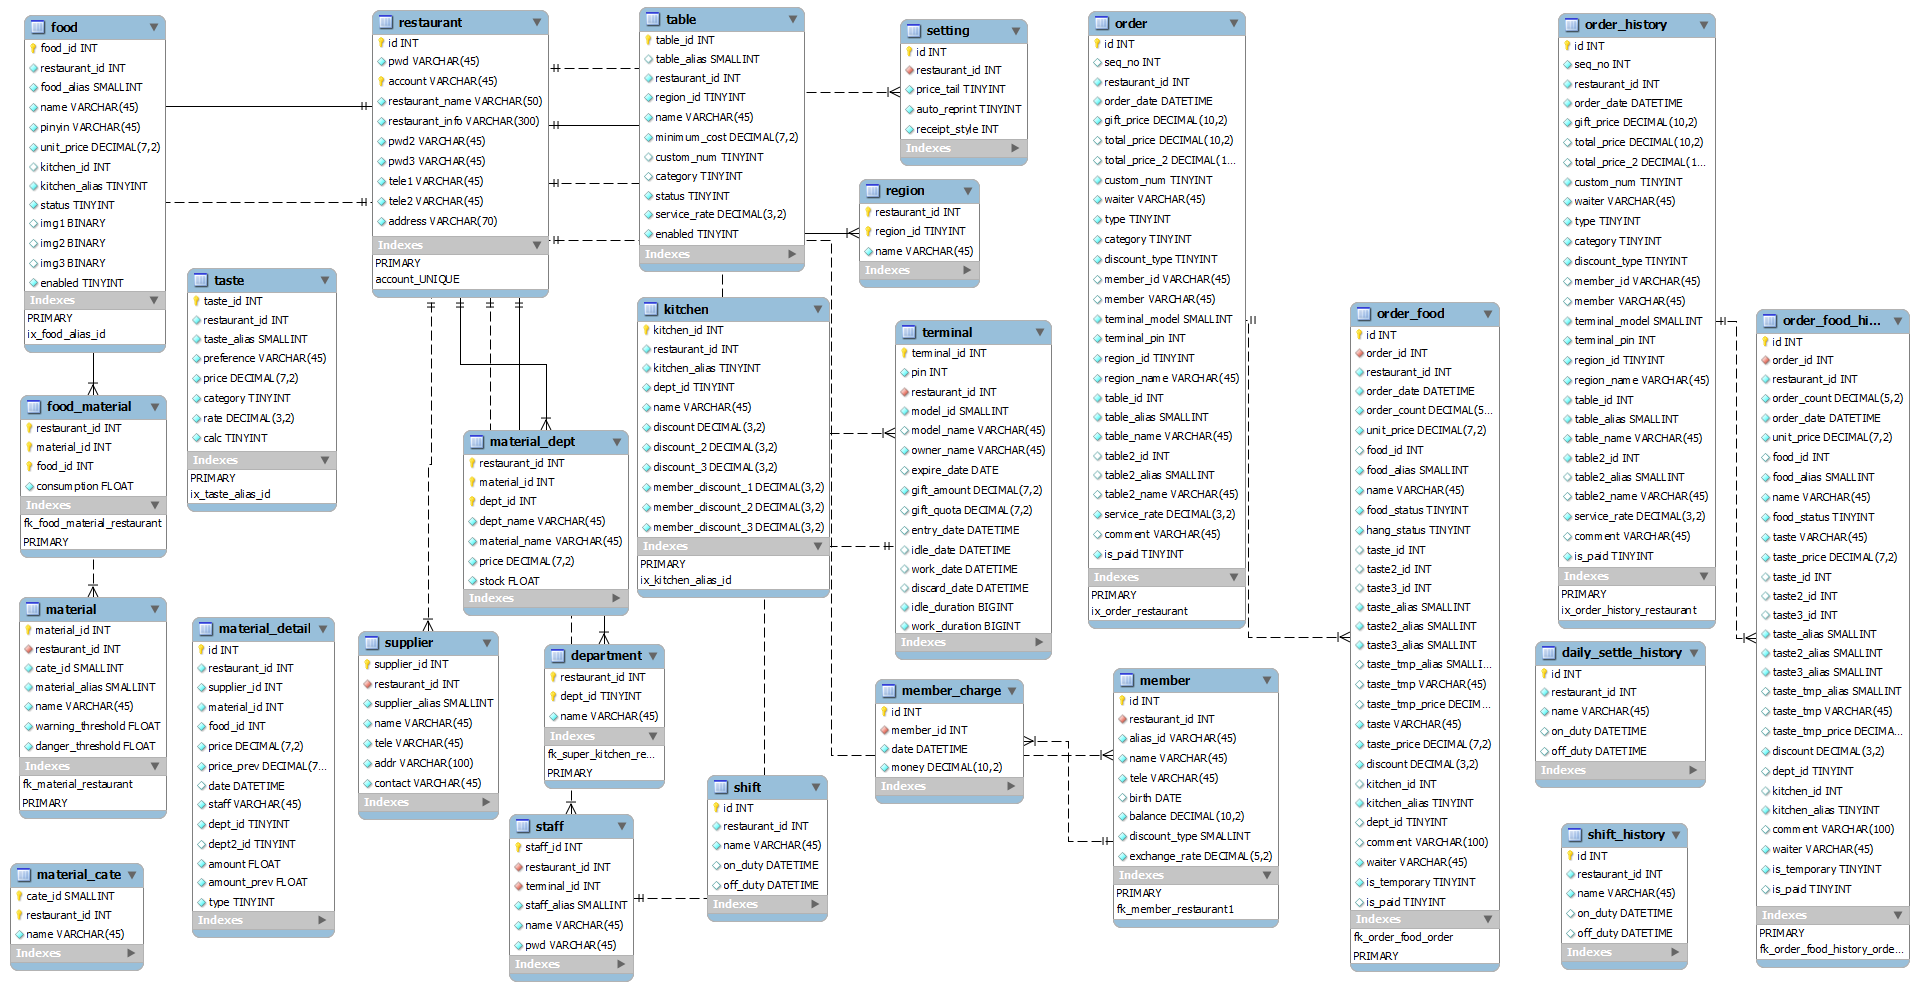 food
food_id INT
restaurant_id INT
food_alias SMALLINT
name VARCHAR(45)
pinyin VARCHAR(45)
unit_price DECIMAL(7,2)
kitchen_id INT
kitchen_alias TINYINT
status TINYINT
img1 BINARY
img2 BINARY
img3 BINARY
enabled TINYINT
Indexes
PRIMARY
ix_food_alias_id
restaurant
id INT
pwd VARCHAR(45)
account VARCHAR(45)
restaurant_name VARCHAR(50)
restaurant_info VARCHAR(300)
pwd2 VARCHAR(45)
pwd3 VARCHAR(45)
tele1 VARCHAR(45)
tele2 VARCHAR(45)
address VARCHAR(70)
Indexes
PRIMARY
account_UNIQUE
table
table_id INT
table_alias SMALLINT
restaurant_id INT
region_id TINYINT
name VARCHAR(45)
minimum_cost DECIMAL(7,2)
custom_num TINYINT
category TINYINT
status TINYINT
service_rate DECIMAL(3,2)
enabled TINYINT
Indexes
setting
id INT
restaurant_id INT
price_tail TINYINT
auto_reprint TINYINT
receipt_style INT
Indexes
region
restaurant_id INT
region_id TINYINT
name VARCHAR(45)
Indexes
order
id INT
seq_no INT
restaurant_id INT
order_date DATETIME
gift_price DECIMAL(10,2)
total_price DECIMAL(10,2)
total_price_2 DECIMAL(1...
custom_num TINYINT
waiter VARCHAR(45)
type TINYINT
category TINYINT
discount_type TINYINT
member_id VARCHAR(45)
member VARCHAR(45)
terminal_model SMALLINT
terminal_pin INT
region_id TINYINT
region_name VARCHAR(45)
table_id INT
table_alias SMALLINT
table_name VARCHAR(45)
table2_id INT
table2_alias SMALLINT
table2_name VARCHAR(45)
service_rate DECIMAL(3,2)
comment VARCHAR(45)
is_paid TINYINT
Indexes
PRIMARY
ix_order_restaurant
order_history
id INT
seq_no INT
restaurant_id INT
order_date DATETIME
gift_price DECIMAL(10,2)
total_price DECIMAL(10,2)
total_price_2 DECIMAL(1...
custom_num TINYINT
waiter VARCHAR(45)
type TINYINT
category TINYINT
discount_type TINYINT
member_id VARCHAR(45)
member VARCHAR(45)
terminal_model SMALLINT
terminal_pin INT
region_id TINYINT
region_name VARCHAR(45)
table_id INT
table_alias SMALLINT
table_name VARCHAR(45)
table2_id INT
table2_alias SMALLINT
table2_name VARCHAR(45)
service_rate DECIMAL(3,2)
comment VARCHAR(45)
is_paid TINYINT
Indexes
PRIMARY
ix_order_history_restaurant
taste
taste_id INT
restaurant_id INT
taste_alias SMALLINT
preference VARCHAR(45)
price DECIMAL(7,2)
category TINYINT
rate DECIMAL(3,2)
calc TINYINT
Indexes
PRIMARY
ix_taste_alias_id
kitchen
kitchen_id INT
restaurant_id INT
kitchen_alias TINYINT
dept_id TINYINT
name VARCHAR(45)
discount DECIMAL(3,2)
discount_2 DECIMAL(3,2)
discount_3 DECIMAL(3,2)
member_discount_1 DECIMAL(3,2)
member_discount_2 DECIMAL(3,2)
member_discount_3 DECIMAL(3,2)
Indexes
PRIMARY
ix_kitchen_alias_id
terminal
terminal_id INT
pin INT
restaurant_id INT
model_id SMALLINT
model_name VARCHAR(45)
owner_name VARCHAR(45)
expire_date DATE
gift_amount DECIMAL(7,2)
gift_quota DECIMAL(7,2)
entry_date DATETIME
idle_date DATETIME
work_date DATETIME
discard_date DATETIME
idle_duration BIGINT
work_duration BIGINT
Indexes
order_food
id INT
order_id INT
restaurant_id INT
order_date DATETIME
order_count DECIMAL(5...
unit_price DECIMAL(7,2)
food_id INT
food_alias SMALLINT
name VARCHAR(45)
food_status TINYINT
hang_status TINYINT
taste_id INT
taste2_id INT
taste3_id INT
taste_alias SMALLINT
taste2_alias SMALLINT
taste3_alias SMALLINT
taste_tmp_alias SMALLI...
taste_tmp VARCHAR(45)
taste_tmp_price DECIM...
taste VARCHAR(45)
taste_price DECIMAL(7,2)
discount DECIMAL(3,2)
kitchen_id INT
kitchen_alias TINYINT
dept_id TINYINT
comment VARCHAR(100)
waiter VARCHAR(45)
is_temporary TINYINT
is_paid TINYINT
Indexes
fk_order_food_order
PRIMARY
order_food_hi...
id INT
order_id INT
restaurant_id INT
order_count DECIMAL(5,2)
order_date DATETIME
unit_price DECIMAL(7,2)
food_id INT
food_alias SMALLINT
name VARCHAR(45)
food_status TINYINT
taste VARCHAR(45)
taste_price DECIMAL(7,2)
taste_id INT
taste2_id INT
taste3_id INT
taste_alias SMALLINT
taste2_alias SMALLINT
taste3_alias SMALLINT
taste_tmp_alias SMALLINT
taste_tmp VARCHAR(45)
taste_tmp_price DECIMA...
discount DECIMAL(3,2)
dept_id TINYINT
kitchen_id INT
kitchen_alias TINYINT
comment VARCHAR(100)
waiter VARCHAR(45)
is_temporary TINYINT
is_paid TINYINT
Indexes
PRIMARY
fk_order_food_history_orde...
food_material
restaurant_id INT
material_id INT
food_id INT
consumption FLOAT
Indexes
fk_food_material_restaurant
PRIMARY
material_dept
restaurant_id INT
material_id INT
dept_id INT
dept_name VARCHAR(45)
material_name VARCHAR(45)
price DECIMAL(7,2)
stock FLOAT
Indexes
material
material_id INT
restaurant_id INT
cate_id SMALLINT
material_alias SMALLINT
name VARCHAR(45)
warning_threshold FLOAT
danger_threshold FLOAT
Indexes
fk_material_restaurant
PRIMARY
material_detail
id INT
restaurant_id INT
supplier_id INT
material_id INT
food_id INT
price DECIMAL(7,2)
price_prev DECIMAL(7...
date DATETIME
staff VARCHAR(45)
dept_id TINYINT
dept2_id TINYINT
amount FLOAT
amount_prev FLOAT
type TINYINT
Indexes
supplier
supplier_id INT
restaurant_id INT
supplier_alias SMALLINT
name VARCHAR(45)
tele VARCHAR(45)
addr VARCHAR(100)
contact VARCHAR(45)
Indexes
department
restaurant_id INT
dept_id TINYINT
name VARCHAR(45)
Indexes
fk_super_kitchen_re...
PRIMARY
member_charge
id INT
member_id INT
date DATETIME
money DECIMAL(10,2)
Indexes
member
id INT
restaurant_id INT
alias_id VARCHAR(45)
name VARCHAR(45)
tele VARCHAR(45)
birth DATE
balance DECIMAL(10,2)
discount_type SMALLINT
exchange_rate DECIMAL(5,2)
Indexes
PRIMARY
fk_member_restaurant1
daily_settle_history
id INT
restaurant_id INT
name VARCHAR(45)
on_duty DATETIME
off_duty DATETIME
Indexes
material_cate
cate_id SMALLINT
restaurant_id INT
name VARCHAR(45)
Indexes
staff
staff_id INT
restaurant_id INT
terminal_id INT
staff_alias SMALLINT
name VARCHAR(45)
pwd VARCHAR(45)
Indexes
shift
id INT
restaurant_id INT
name VARCHAR(45)
on_duty DATETIME
off_duty DATETIME
Indexes
shift_history
id INT
restaurant_id INT
name VARCHAR(45)
on_duty DATETIME
off_duty DATETIME
Indexes